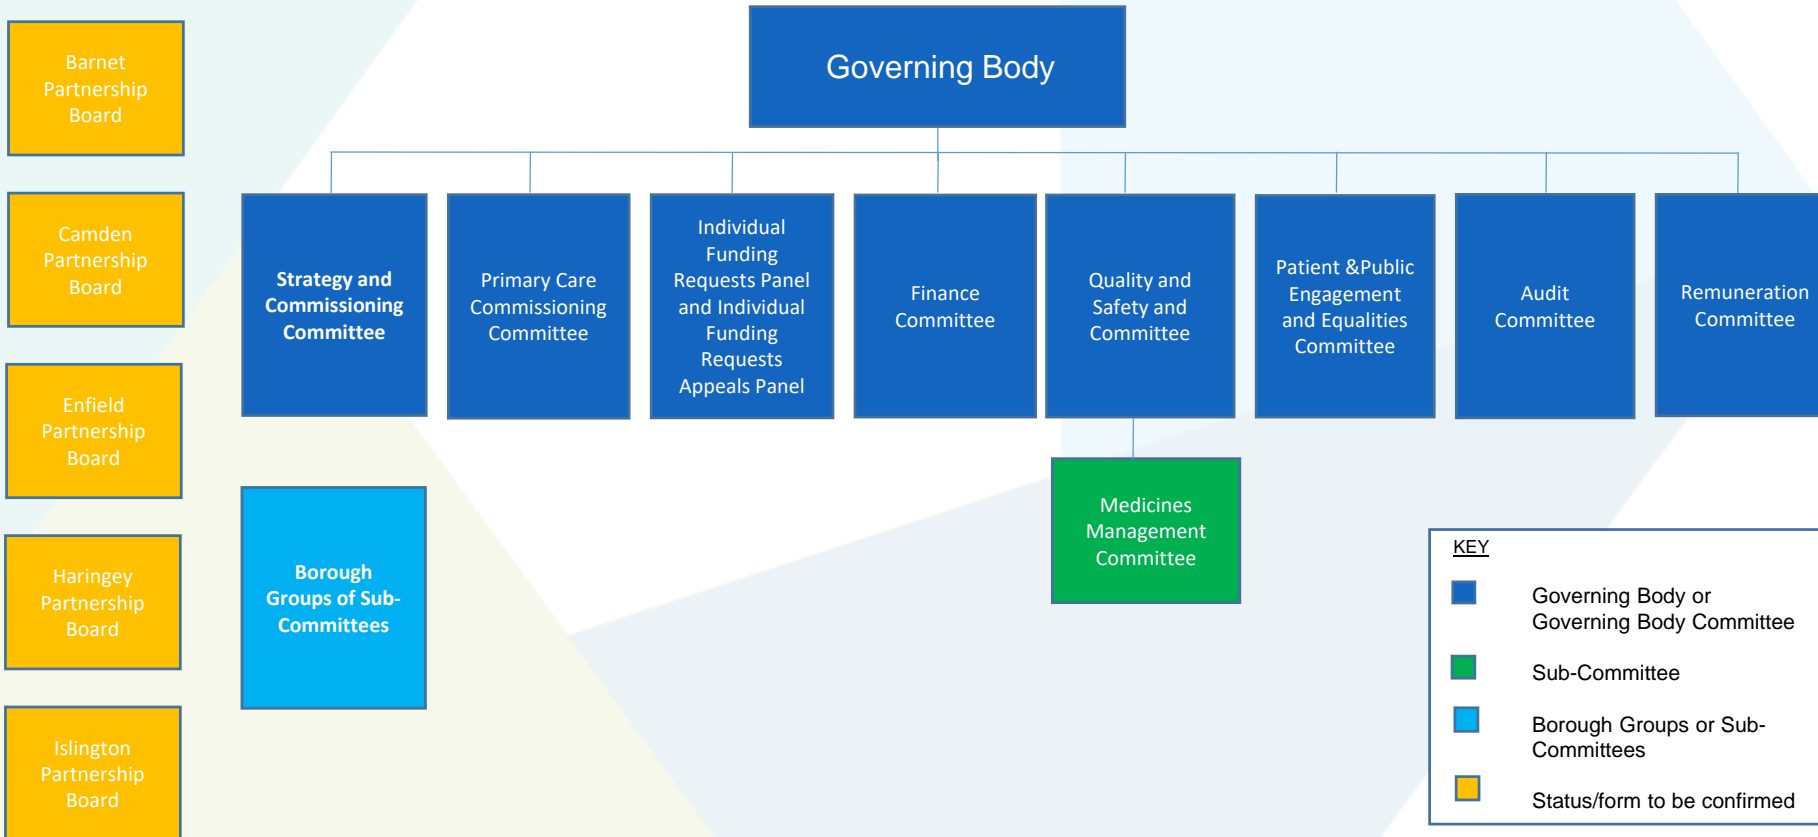 Governing Body
Barnet
Partnership
Board
Camden
Partnership
Board
Enfield
Partnership
Board
Haringey
Partnership
Board
Islington
Partnership
Board
Strategy and
Commissioning
Committee
Primary Care
Commissioning
Committee
Individual
Funding
Requests Panel
and Individual
Funding
Requests
Appeals Panel
Finance
Committee
Quality and
Safety and
Committee
Patient &Public
Engagement
and Equalities
Committee
Audit
Committee
Remuneration
Committee
Borough
Groups of Sub-
Committees
Medicines
Management
Committee
KEY
Governing Body or
Governing Body Committee
Sub-Committee
Borough Groups or Sub-
Committees
Status/form to be confirmed